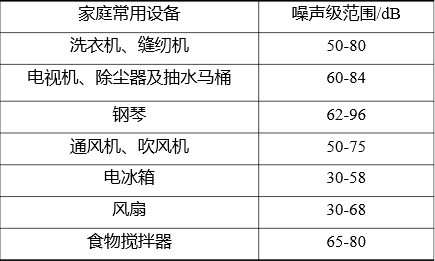 家庭常用设备 噪声级范围/dB
洗衣机、缝纫机 50-80
电视机、除尘器及抽水马桶 60-84
钢琴 62-96
通风机、吹风机 50-75
电冰箱 30-58
风扇 30-68
食物搅拌器 65-80